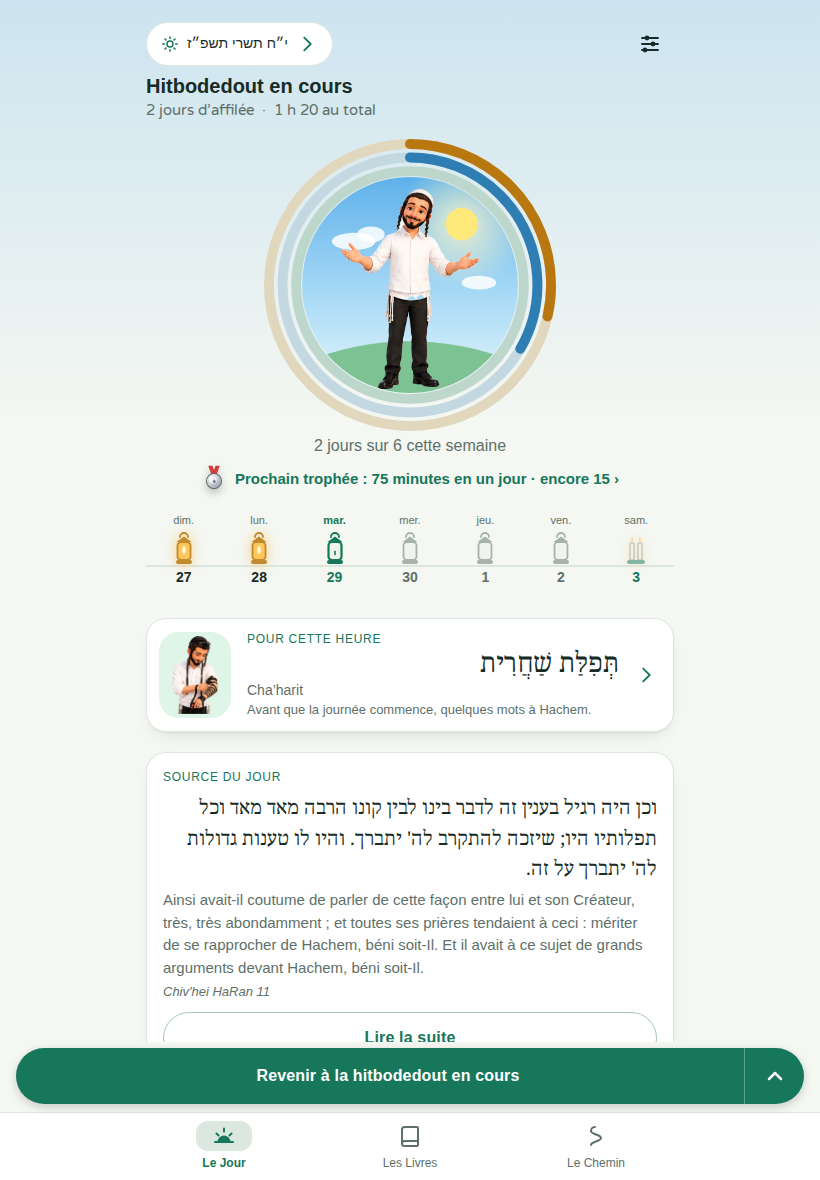 י״ח תשרי תשפ״ז
Hitbodedout en cours
2 jours d’affilée · 1 h 20 au total
2 jours sur 6 cette semaine
Prochain trophée : 75 minutes en un jour · encore 15 ›
dim. lun. mar. mer. jeu. ven. sam.
27 28 29 30 1 2 3
POUR CETTE HEURE
תְּפִלַּת שַׁחֲרִית
Cha’harit
Avant que la journée commence, quelques mots à Hachem.
SOURCE DU JOUR
וכן היה רגיל בענין זה לדבר בינו לבין קונו הרבה מאד מאד וכל
תפלותיו היו; שיזכה להתקרב לה' יתברך. והיו לו טענות גדולות
לה' יתברך על זה.
Ainsi avait-il coutume de parler de cette façon entre lui et son Créateur,
très, très abondamment ; et toutes ses prières tendaient à ceci : mériter
de se rapprocher de Hachem, béni soit-Il. Et il avait à ce sujet de grands
arguments devant Hachem, béni soit-Il.
Chiv'hei HaRan 11
Lire la suite
Revenir à la hitbodedout en cours
Le Jour Les Livres Le Chemin